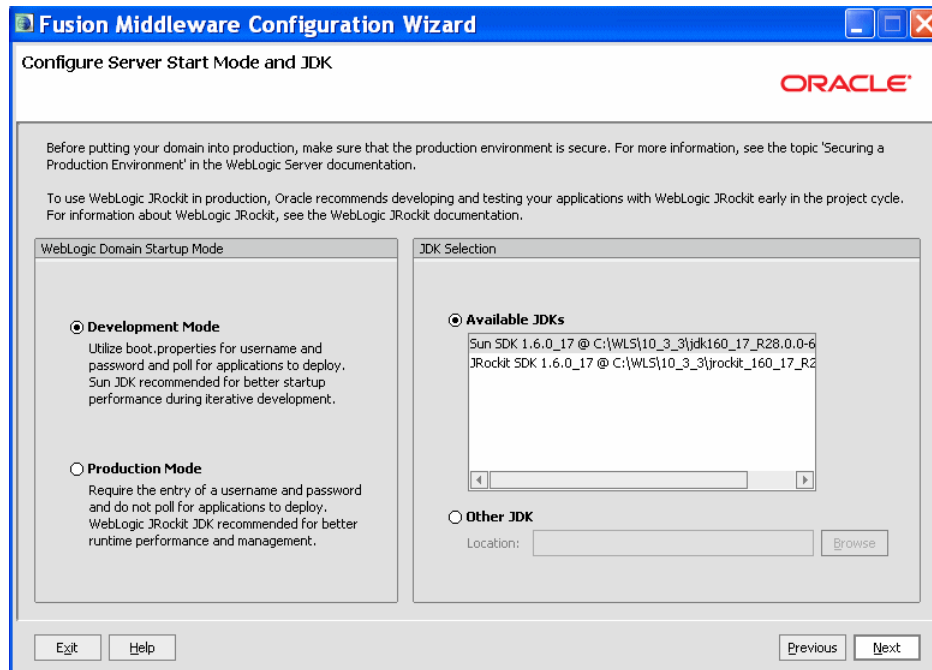 Fusion Middleware Configuration Wizard
Configure Server Start Mode and JDK
ORACLE
Before putting your domain into production, make sure that the production environment is secure. For more information, see the topic 'Securing a
Production Environment' in the WebLogic Server documentation.
To use WebLogic JRockit in production, Oracle recommends developing and testing your applications with WebLogic JRockit early in the project cycle.
For information about WebLogic JRockit, see the WebLogic JRockit documentation.
WebLogic Domain Startup Mode
Development Mode
Utilize boot.properties for username and
password and poll for applications to deploy.
Sun JDK recommended for better startup
performance during iterative development.
Production Mode
Require the entry of a username and password
and do not poll for applications to deploy.
WebLogic JRockit JDK recommended for better
runtime performance and management.
JDK Selection
Available JDKs
Sun SDK 1.6.0_17 @ C:\WLS\10_3_3\jdk160_17_R28.0.0-6
JRockit SDK 1.6.0_17 @ C:\WLS\10_3_3\jrockit_160_17_R2
Other JDK
Location:
Browse
Exit
Help
Previous
Next